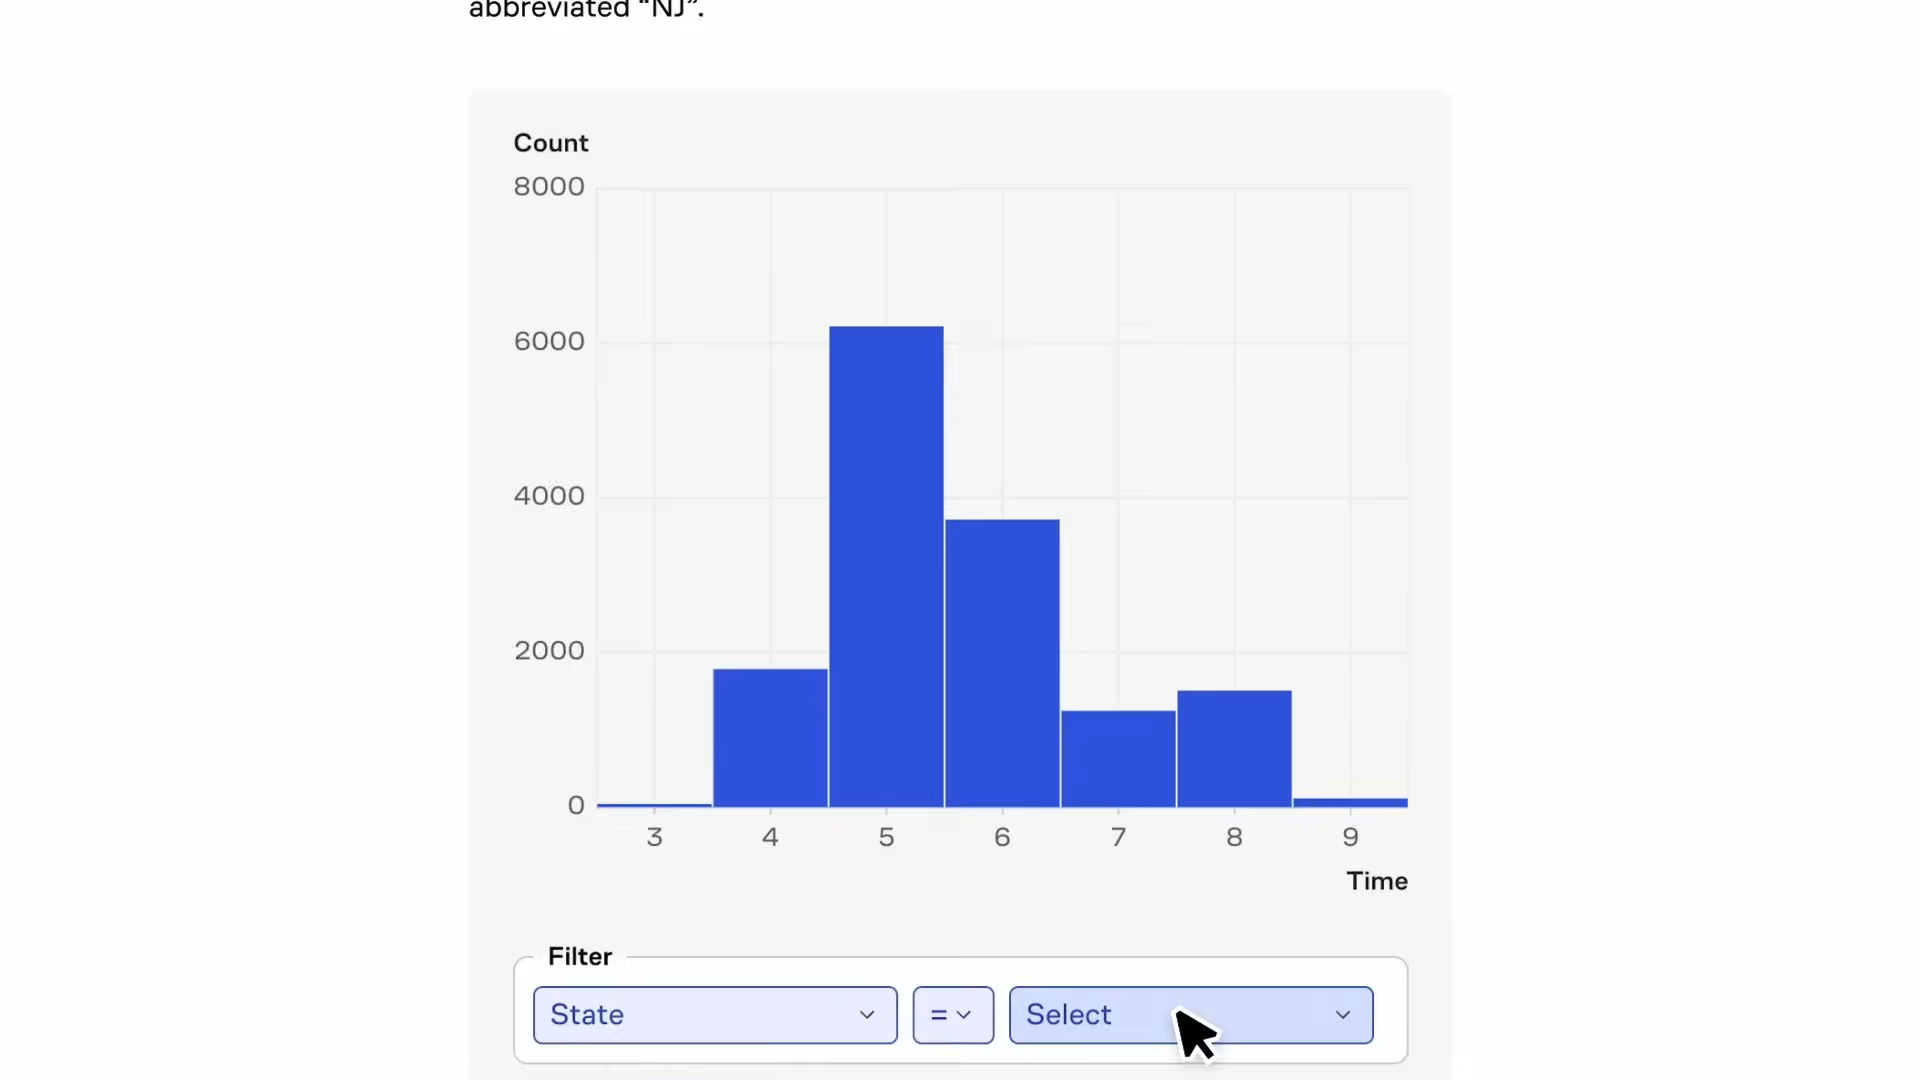 abbreviated “NJ”.
Count
8000
6000
4000
2000
0
3 4 5 6 7 8 9
Time
Filter
State = Select